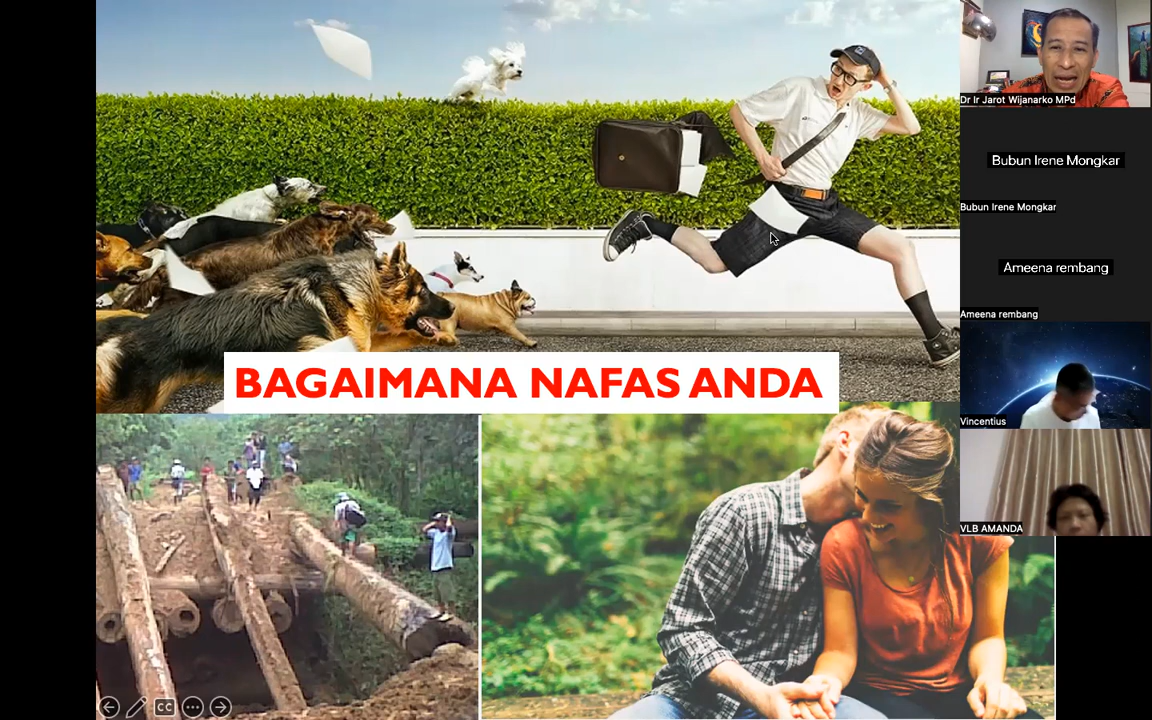 BAGAIMANA NAFAS ANDA
Dr Ir Jarot Wijanarko MPd
Bubun Irene Mongkar
Bubun Irene Mongkar
Ameena rembang
Ameena rembang
Vincentius
VLB AMANDA
CC